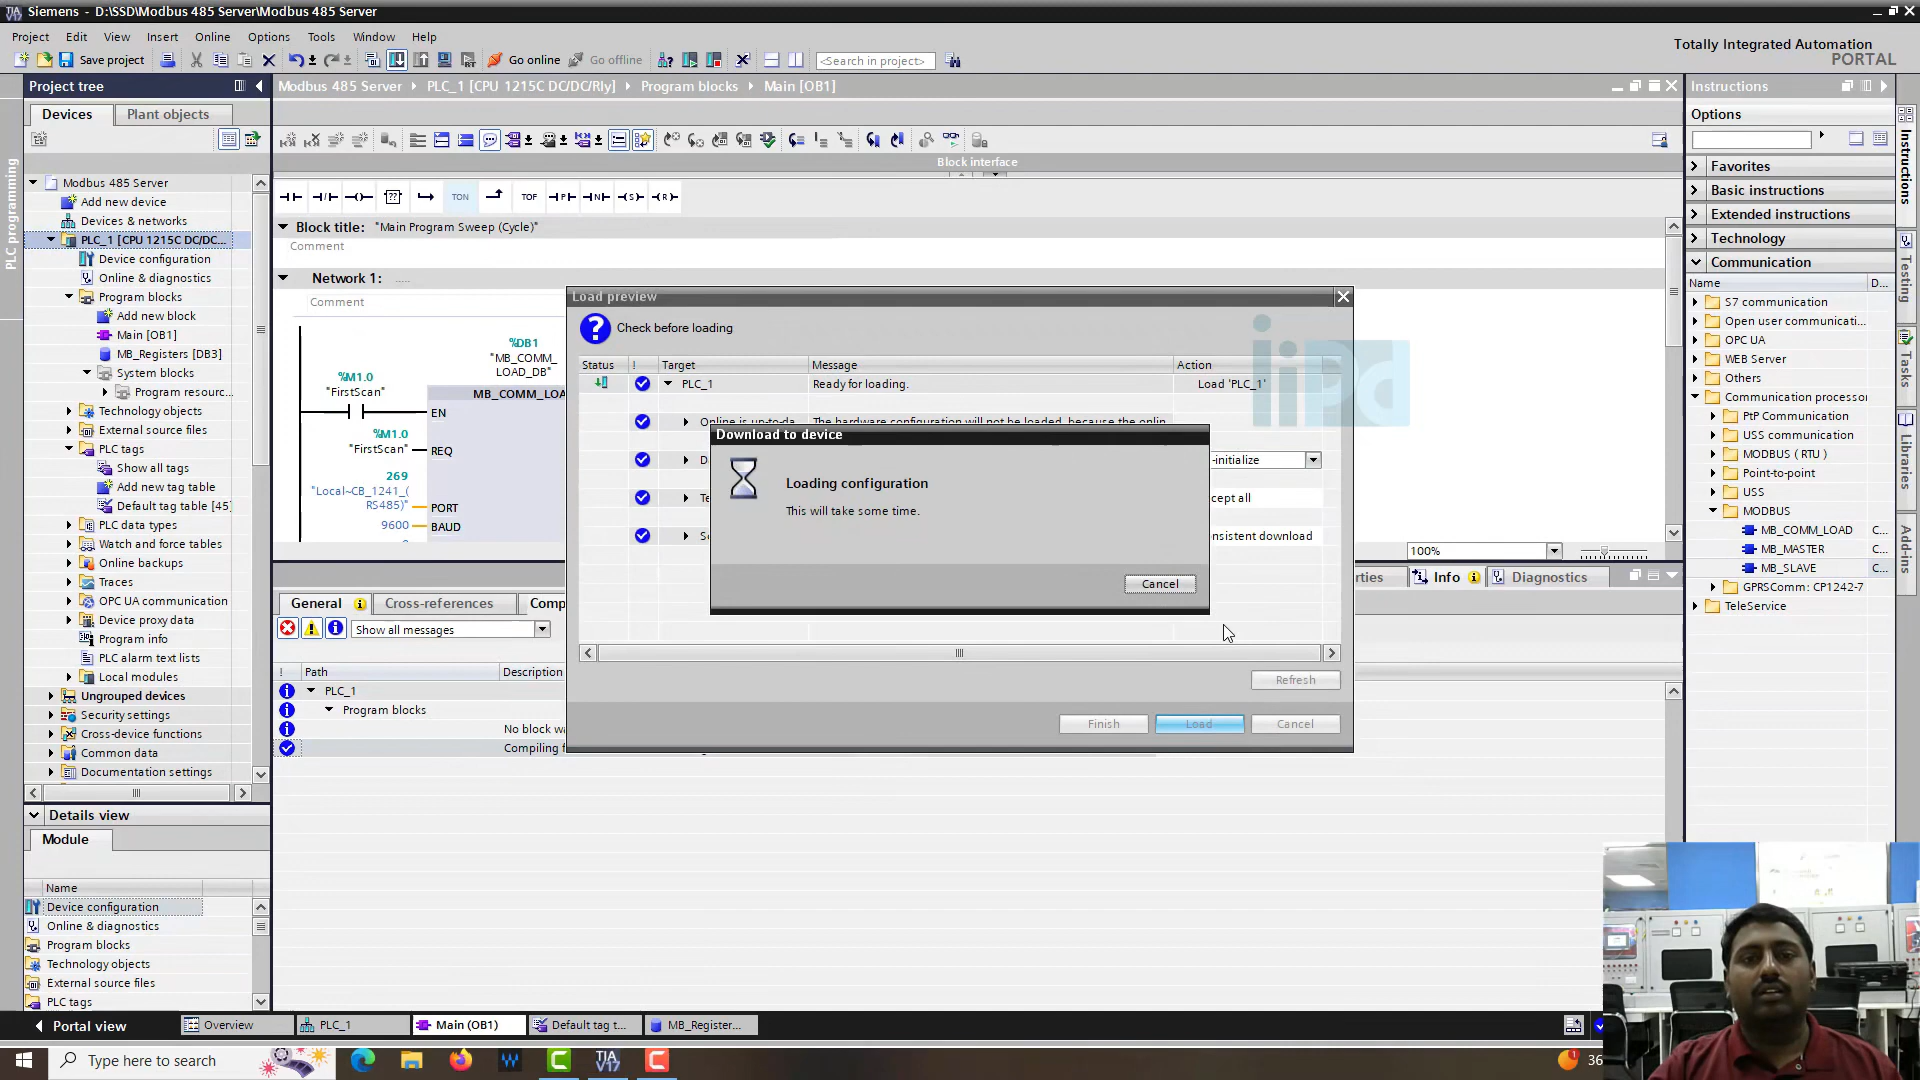 Siemens - D:\SSD\Modbus 485 Server\Modbus 485 Server
Project Edit View Insert Online Options Tools Window Help
Totally Integrated Automation
PORTAL
Save project
Go online
Go offline
<Search in project>
Project tree
Modbus 485 Server PLC_1 [CPU 1215C DC/DC/Rly] Program blocks Main [OB1]
Instructions
Devices
Plant objects
Options
PLC programming
Block interface
Modbus 485 Server
Add new device
Devices & networks
PLC_1 [CPU 1215C DC/DC...
Device configuration
Online & diagnostics
Program blocks
Add new block
Main [OB1]
MB_Registers [DB3]
System blocks
Program resourc...
Technology objects
External source files
PLC tags
Show all tags
Add new tag table
Default tag table [45]
PLC data types
Watch and force tables
Online backups
Traces
OPC UA communication
Device proxy data
Program info
PLC alarm text lists
Local modules
Ungrouped devices
Security settings
Cross-device functions
Common data
Documentation settings
Details view
Module
Name
Device configuration
Online & diagnostics
Program blocks
Technology objects
External source files
PLC tags
TON
TOF
Block title: "Main Program Sweep (Cycle)"
Comment
Network 1: .....
Comment
%DB1
"MB_COMM_
LOAD_DB"
MB_COMM_LOA
%M1.0
"FirstScan"
EN
%M1.0
"FirstScan"
REQ
269
"Local~CB_1241_(
RS485)"
PORT
9600
BAUD
Load preview
Check before loading
Status ! Target Message Action
PLC_1 Ready for loading. Load 'PLC_1'
Online is up-to-da The hardware configuration will not be loaded, because the onlin
-initialize
cept all
nsistent download
Download to device
Loading configuration
This will take some time.
Cancel
Refresh
Finish
Load
Cancel
iiPd
100%
rties
Info
Diagnostics
General
Cross-references
Comp
Show all messages
! Path Description
PLC_1
Program blocks
No block w
Compiling f
Favorites
Basic instructions
Extended instructions
Technology
Communication
Name D...
S7 communication
Open user communicati...
OPC UA
WEB Server
Others
Communication processor
PtP Communication
USS communication
MODBUS ( RTU )
Point-to-point
USS
MODBUS
MB_COMM_LOAD C...
MB_MASTER C...
MB_SLAVE C...
GPRSComm: CP1242-7
TeleService
Instructions
Testing
Tasks
Libraries
Add-ins
Portal view
Overview
PLC_1
Main (OB1)
Default tag t...
MB_Register...
Type here to search
TIA
V17
1
36